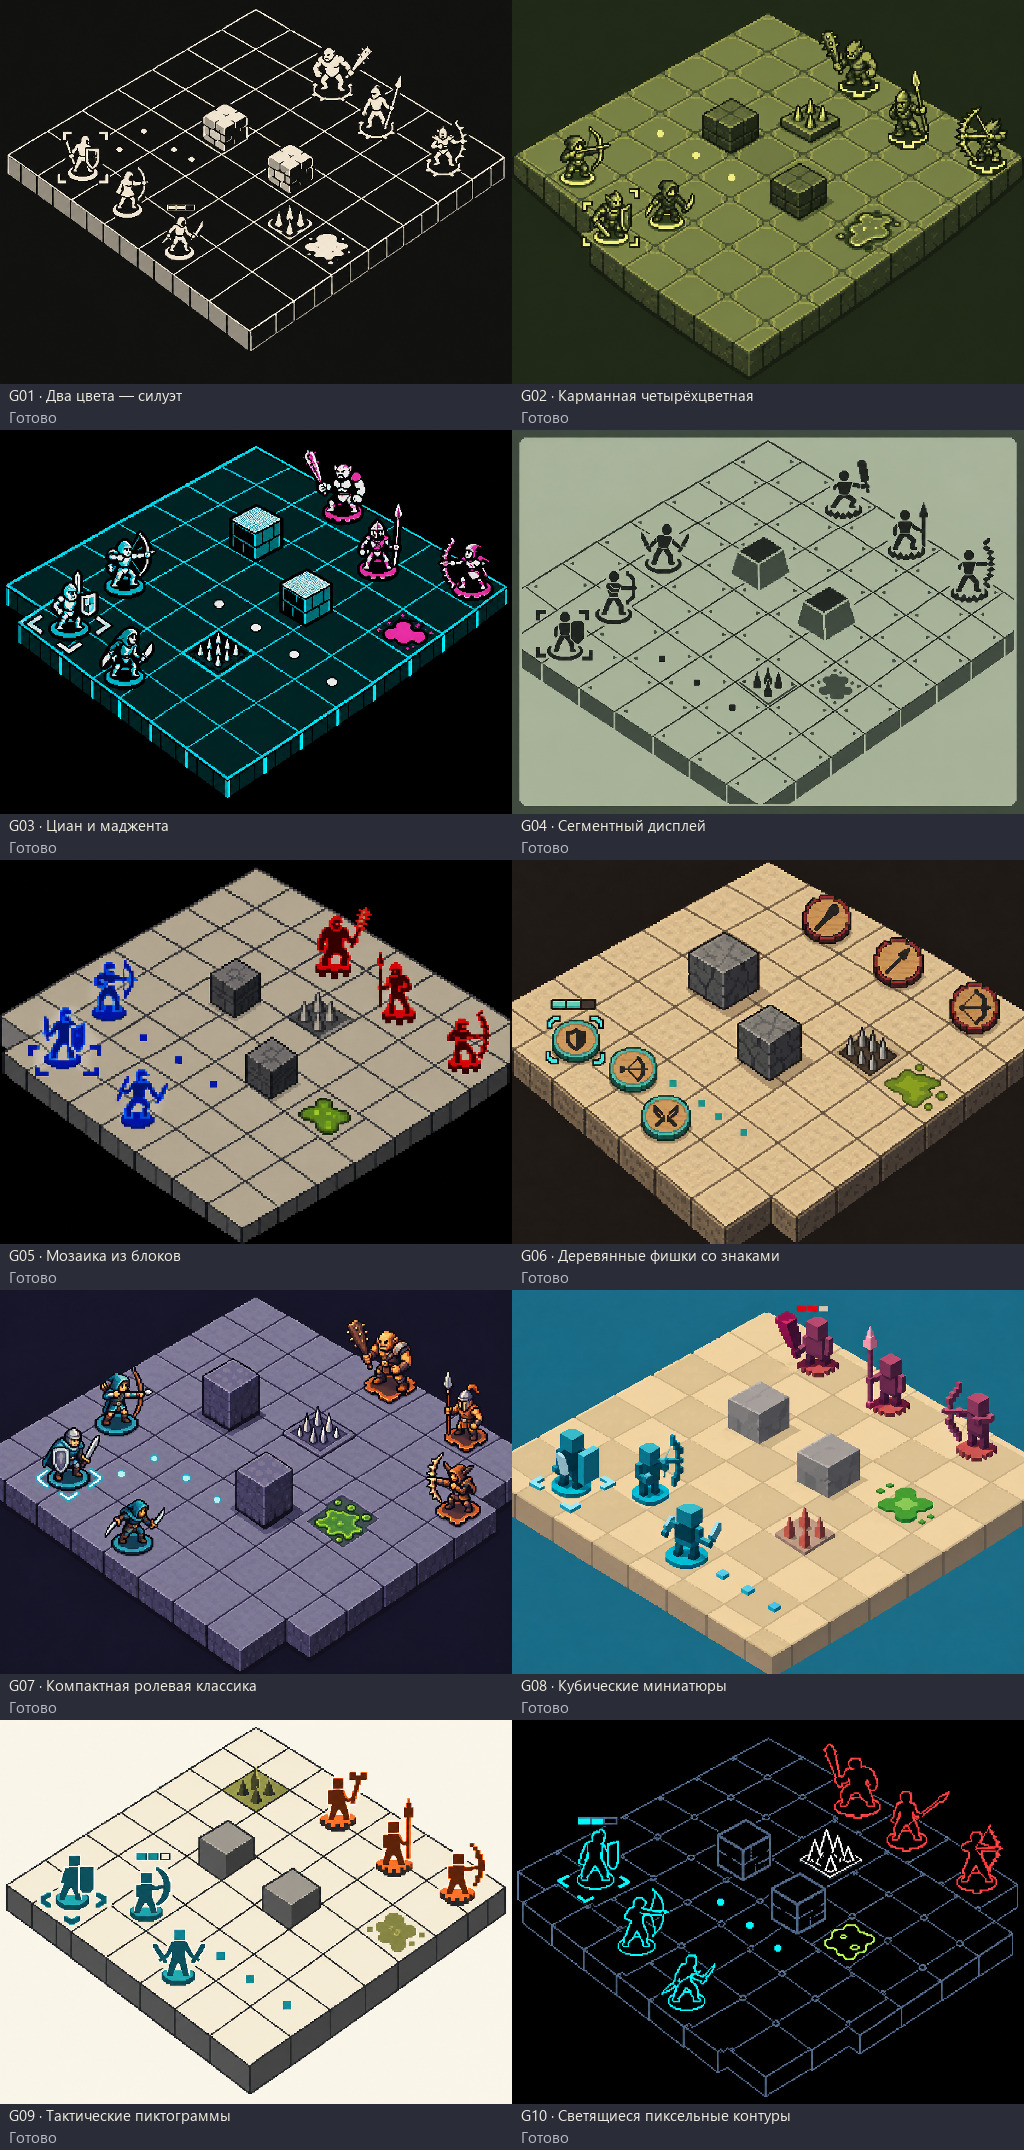 G01 · Два цвета — силуэт
Готово
G02 · Карманная четырёхцветная
Готово
G03 · Циан и маджента
Готово
G04 · Сегментный дисплей
Готово
G05 · Мозаика из блоков
Готово
G06 · Деревянные фишки со знаками
Готово
G07 · Компактная ролевая классика
Готово
G08 · Кубические миниатюры
Готово
G09 · Тактические пиктограммы
Готово
G10 · Светящиеся пиксельные контуры
Готово